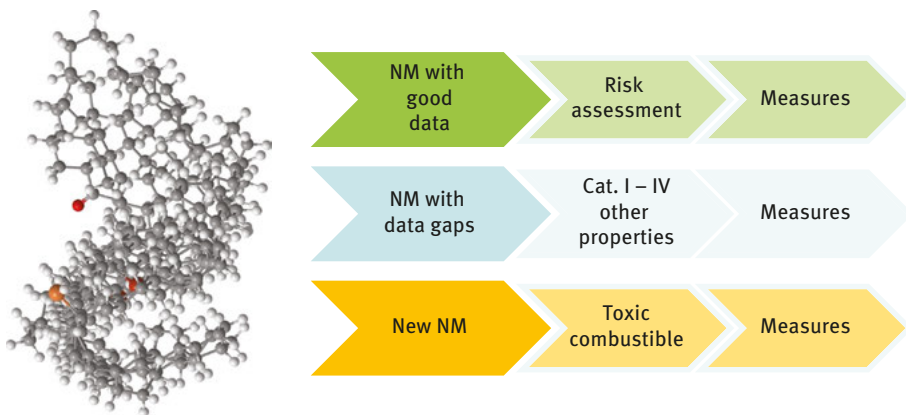 NM with
good
data
Risk
assessment
Measures
NM with
data gaps
Cat. I – IV
other
properties
Measures
New NM
Toxic
combustible
Measures